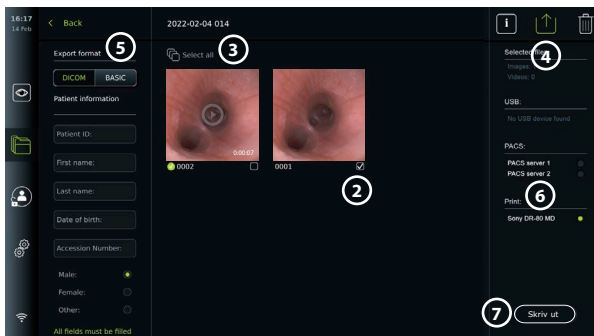 16:17
14 Feb
Back
2022-02-04 014
i
Export format
5
DICOM
BASIC
Patient information
Patient ID:
First name:
Last name:
Date of birth:
Accession Number:
Male:
Female:
Other:
All fields must be filled
Select all
3
0:00:07
0002
0001
2
4
Selected files:
Images:
Videos: 0
USB:
No USB device found
PACS:
PACS server 1
PACS server 2
6
Print:
Sony DR-80 MD
7
Skriv ut